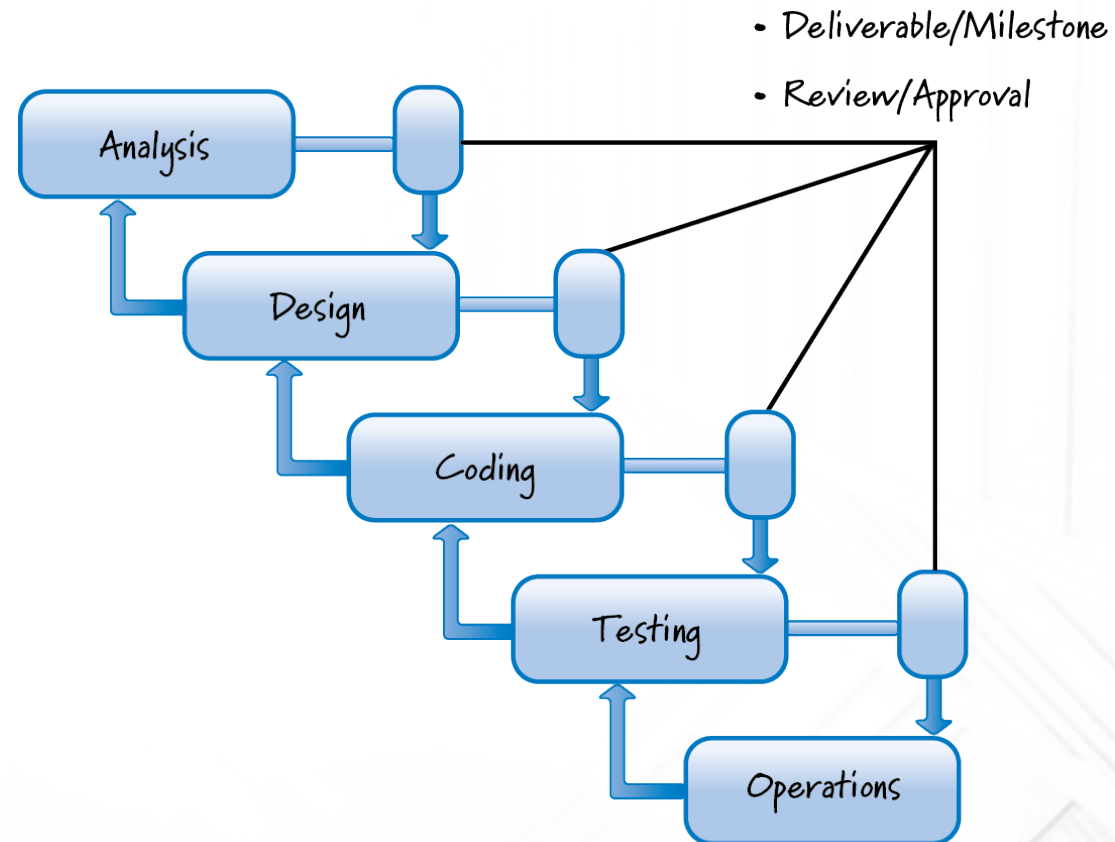 • Deliverable/Milestone
• Review/Approval
Analysis
Design
Coding
Testing
Operations